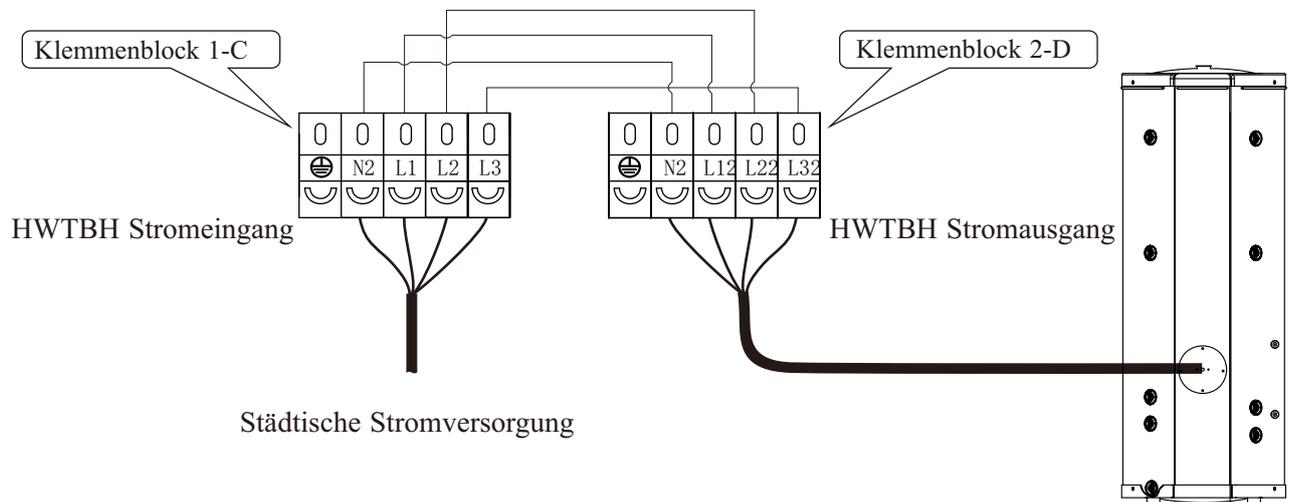 Klemmenblock 1-C
Klemmenblock 2-D
N2 L1 L2 L3
N2 L12 L22 L32
HWTBH Stromeingang
HWTBH Stromausgang
Städtische Stromversorgung